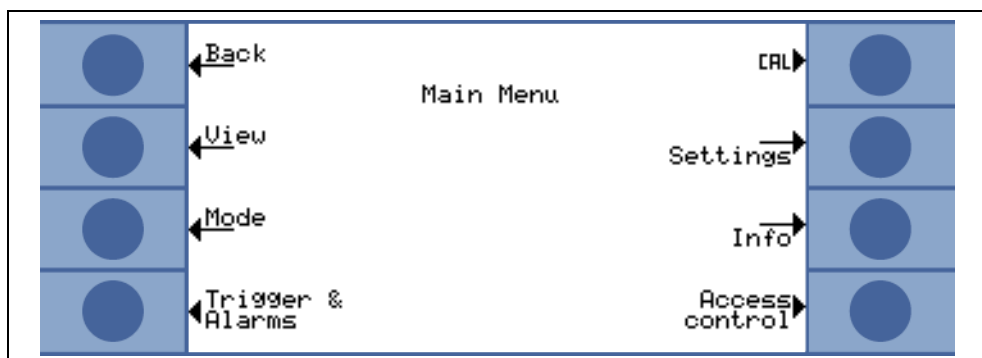 Back
CAL
Main Menu
View
Settings
Mode
Info
Trigger &
Alarms
Access
control